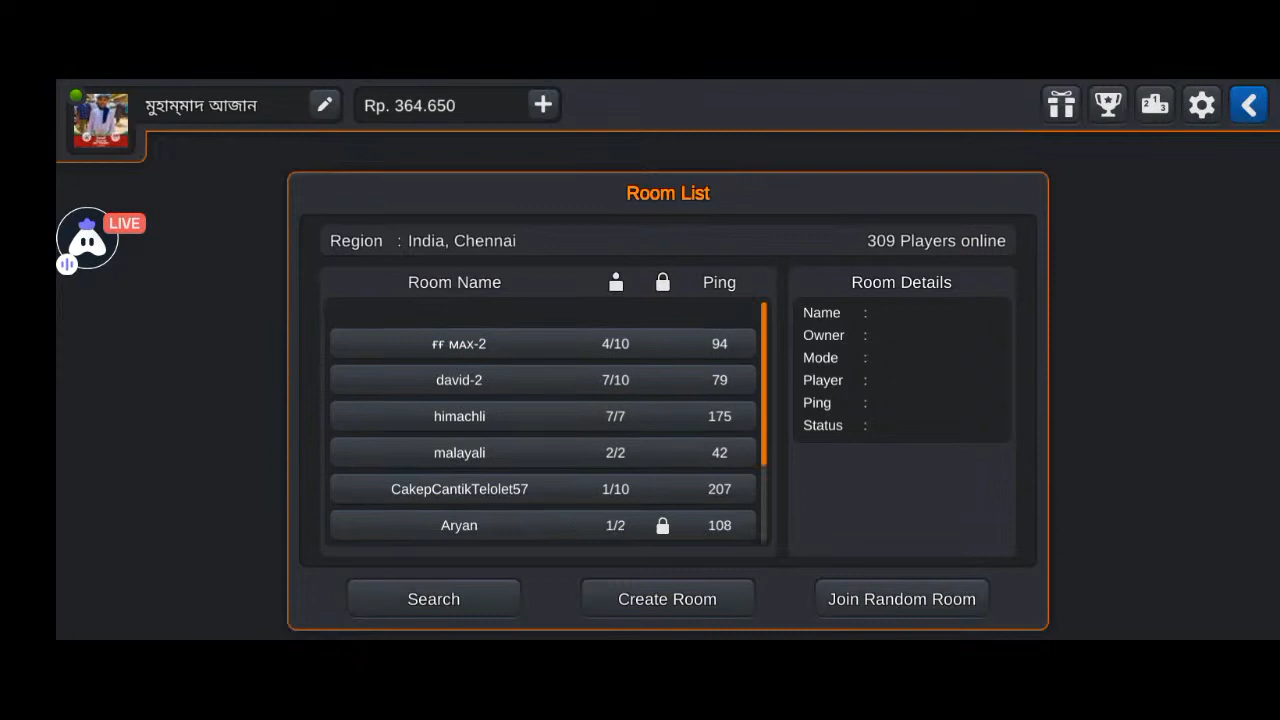 মুহাম্মাদ আজান
Rp. 364.650
LIVE
Room List
Region : India, Chennai
309 Players online
Room Name Ping
ғғ мᴀx-2 4/10 94
david-2 7/10 79
himachli 7/7 175
malayali 2/2 42
CakepCantikTelolet57 1/10 207
Aryan 1/2 108
Room Details
Name :
Owner :
Mode :
Player :
Ping :
Status :
Search
Create Room
Join Random Room